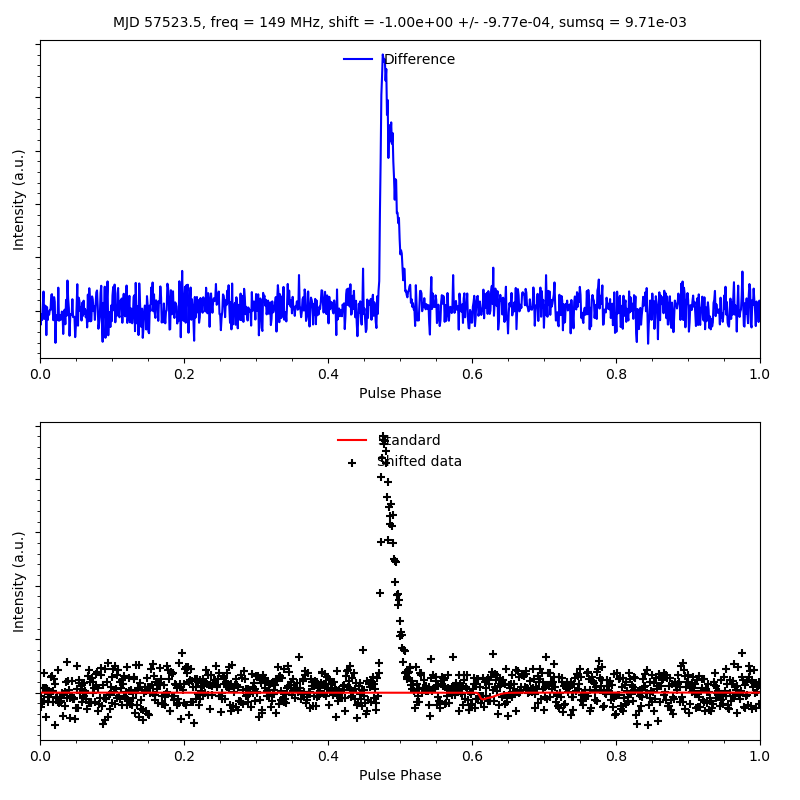 MJD 57523.5, freq = 149 MHz, shift = -1.00e+00 +/- -9.77e-04, sumsq = 9.71e-03
Difference
Intensity (a.u.)
0.0 0.2 0.4 0.6 0.8 1.0
Pulse Phase
Standard
Shifted data
Intensity (a.u.)
0.0 0.2 0.4 0.6 0.8 1.0
Pulse Phase